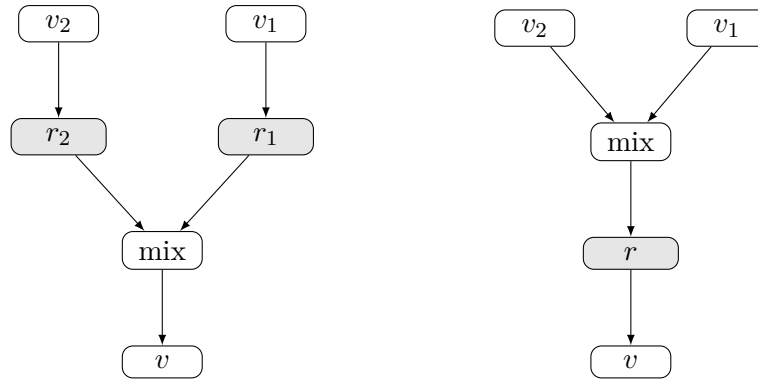 v₂ v₁ v₂ v₁
r₂ r₁ mix
mix r
v v